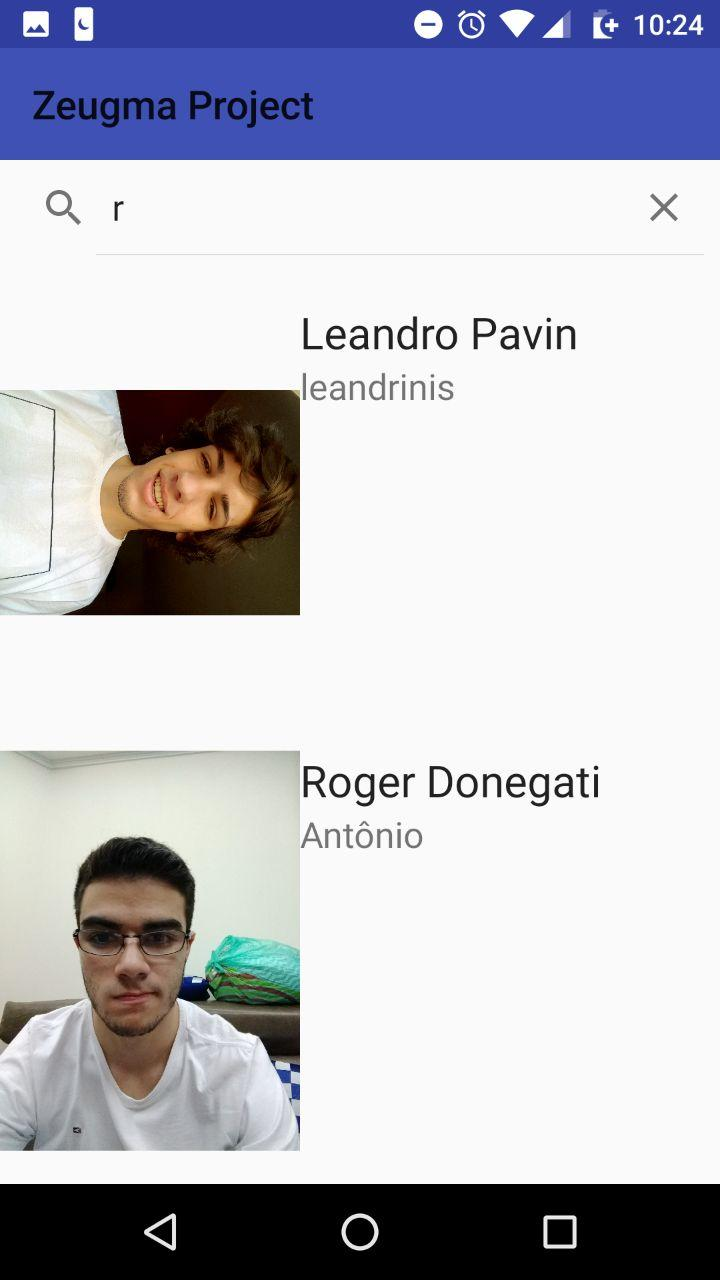 10:24
Zeugma Project
r
Leandro Pavin
leandrinis
Roger Donegati
Antônio